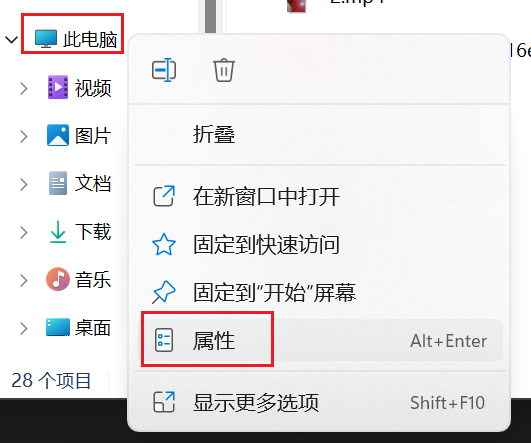 2.mp4
此电脑
16e
视频
图片
文档
下载
音乐
桌面
28 个项目
折叠
在新窗口中打开
固定到快速访问
固定到“开始”屏幕
属性 Alt+Enter
显示更多选项 Shift+F10